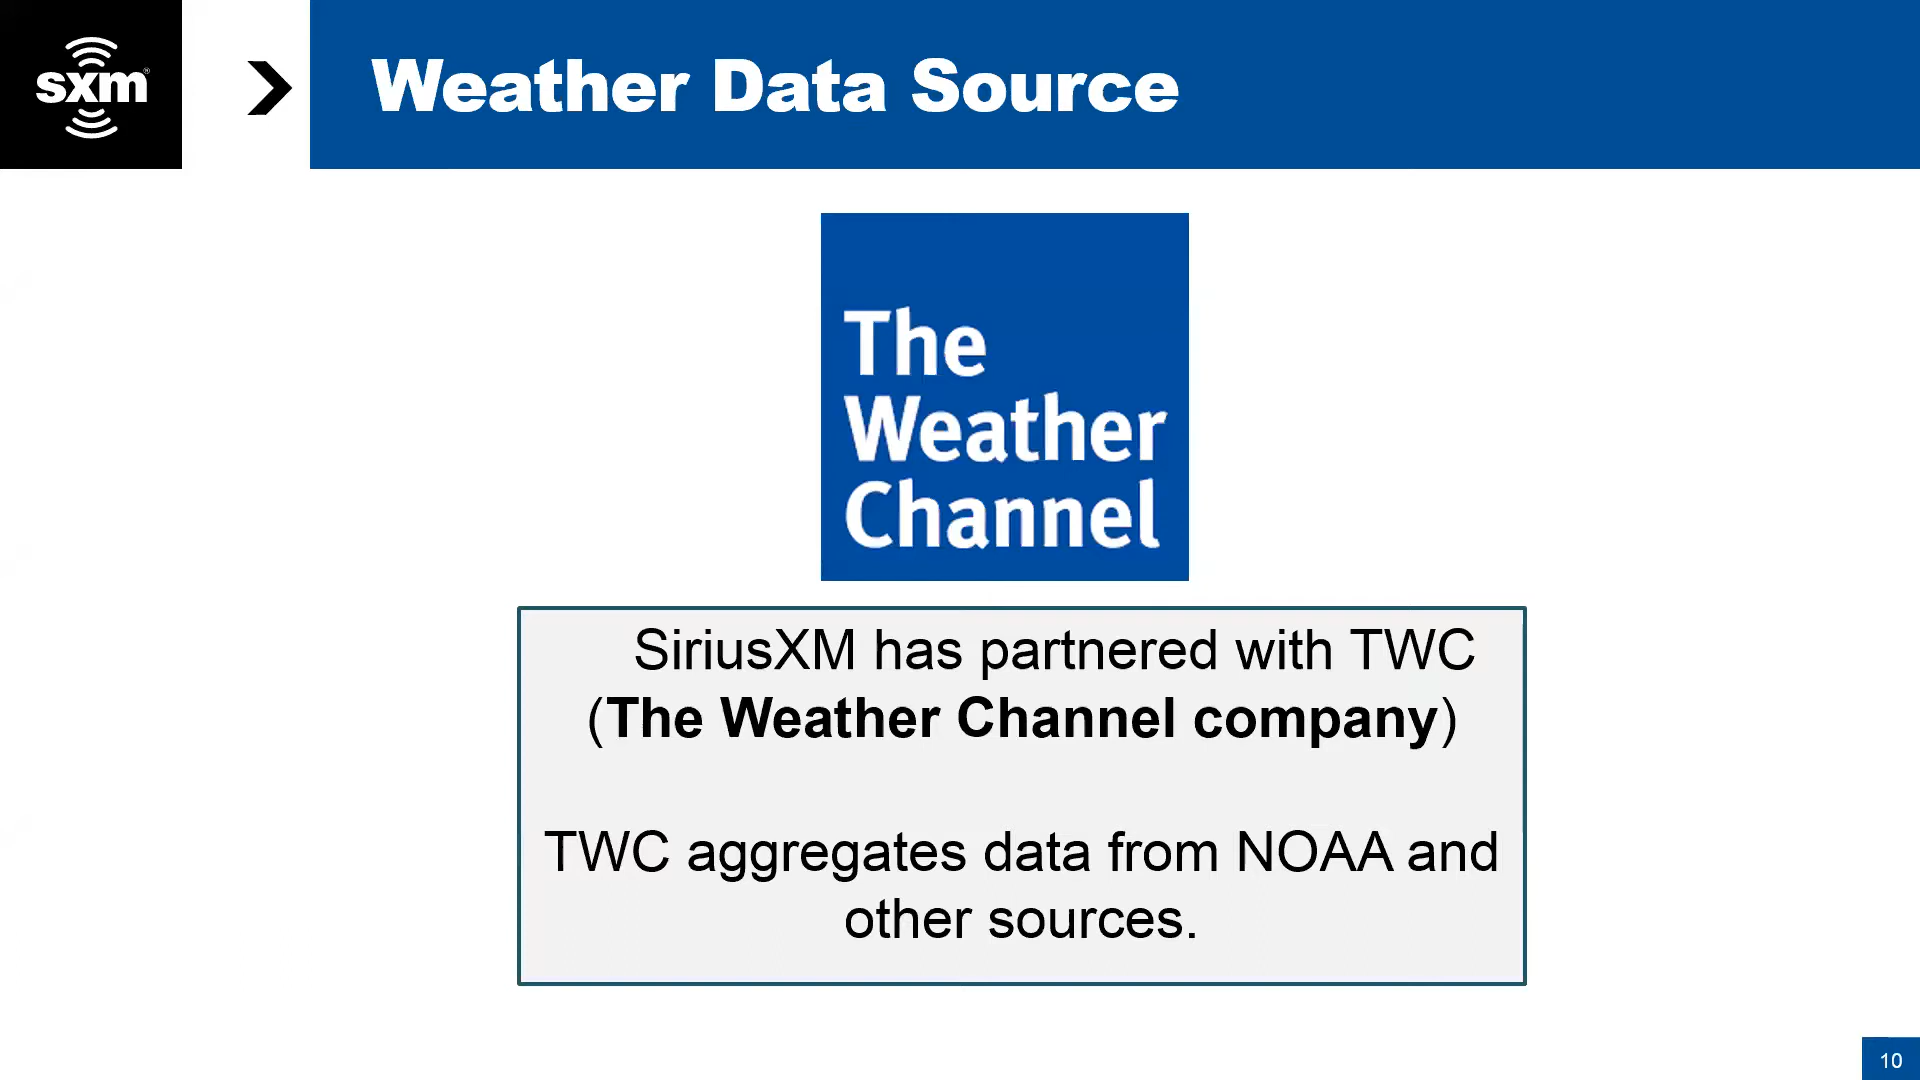 sxm
Weather Data Source
The
Weather
Channel
SiriusXM has partnered with TWC
(The Weather Channel company)
TWC aggregates data from NOAA and
other sources.
10